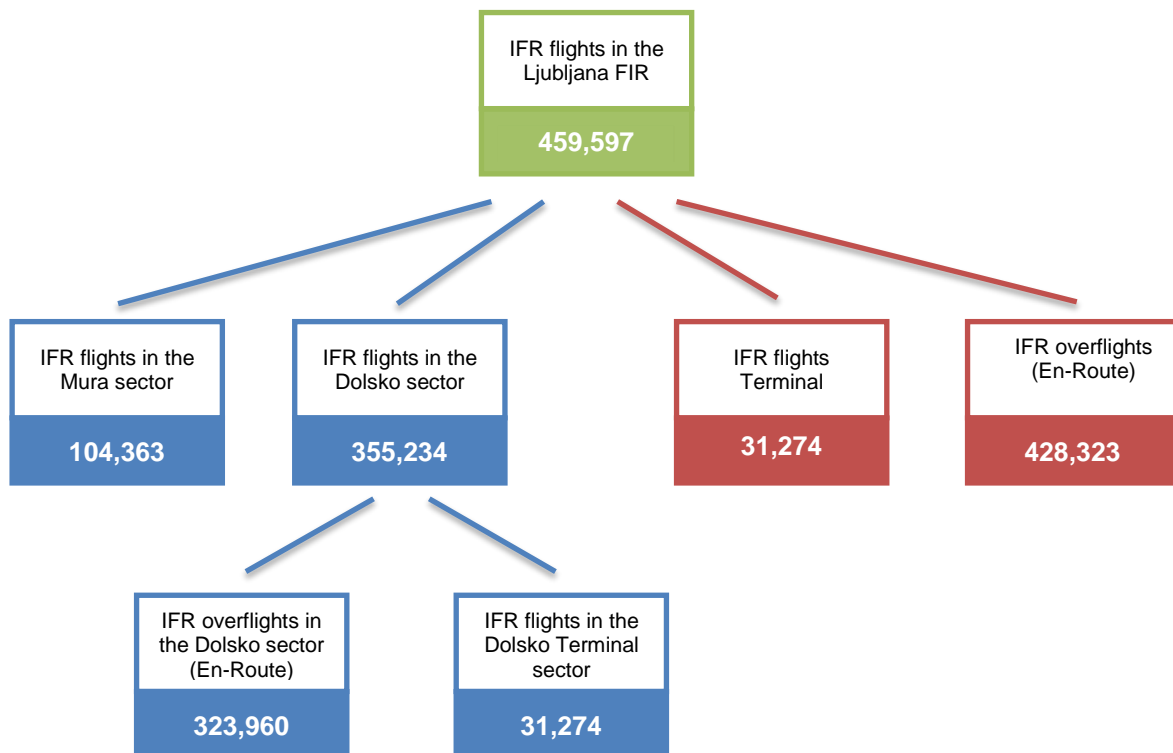 IFR flights in the
Ljubljana FIR
459,597
IFR flights in the
Mura sector
104,363
IFR flights in the
Dolsko sector
355,234
IFR flights
Terminal
31,274
IFR overflights
(En-Route)
428,323
IFR overflights in
the Dolsko sector
(En-Route)
323,960
IFR flights in the
Dolsko Terminal
sector
31,274